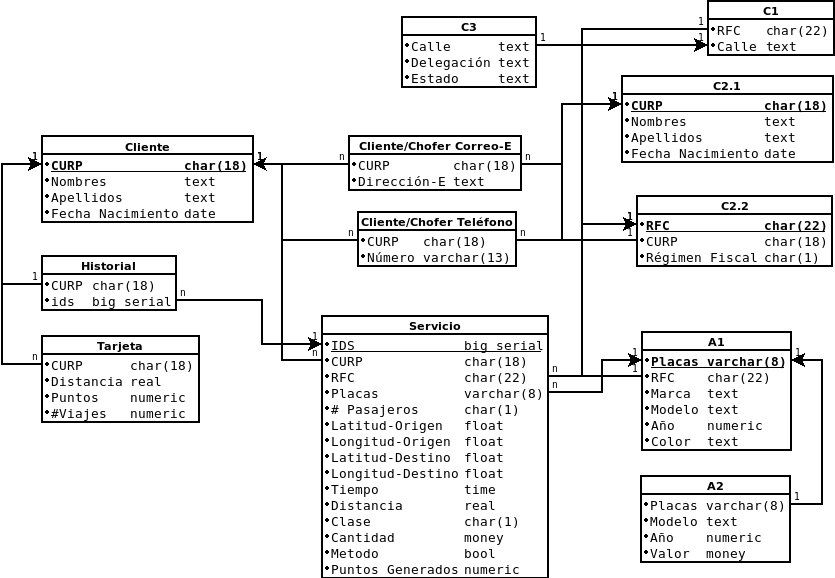 C3
Calle text
Delegación text
Estado text
C1
RFC char(22)
Calle text
1
1
1
C2.1
CURP char(18)
Nombres text
Apellidos text
Fecha Nacimiento date
1
Cliente
CURP char(18)
Nombres text
Apellidos text
Fecha Nacimiento date
1
1
Cliente/Chofer Correo-E
CURP char(18)
Dirección-E text
n
n
C2.2
RFC char(22)
CURP char(18)
Régimen Fiscal char(1)
1
1
Cliente/Chofer Teléfono
CURP char(18)
Número varchar(13)
n
n
Historial
CURP char(18)
ids big serial
1
n
Tarjeta
CURP char(18)
Distancia real
Puntos numeric
#Viajes numeric
n
Servicio
IDS big serial
CURP char(18)
RFC char(22)
Placas varchar(8)
# Pasajeros char(1)
Latitud-Origen float
Longitud-Origen float
Latitud-Destino float
Longitud-Destino float
Tiempo time
Distancia real
Clase char(1)
Cantidad money
Metodo bool
Puntos Generados numeric
1
n
n
n
A1
Placas varchar(8)
RFC char(22)
Marca text
Modelo text
Año numeric
Color text
1
1
1
A2
Placas varchar(8)
Modelo text
Año numeric
Valor money
1